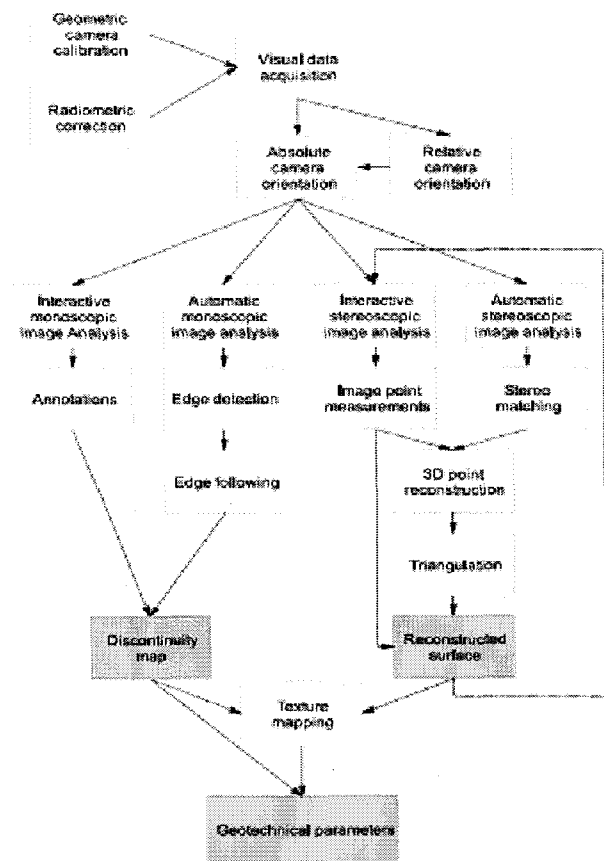 Geometric
camera
calibration
Visual data
acquisition
Radiometric
correction
Absolute
camera
orientation
Relative
camera
orientation
Interactive
monoscopic
Image Analysis
Automatic
monoscopic
image analysis
Interactive
stereoscopic
image analysis
Automatic
stereoscopic
image analysis
Annotations
Edge detection
Image point
measurements
Stereo
matching
Edge following
3D point
reconstruction
Triangulation
Discontinuity
map
Reconstructed
surface
Texture
mapping
Geotechnical parameters